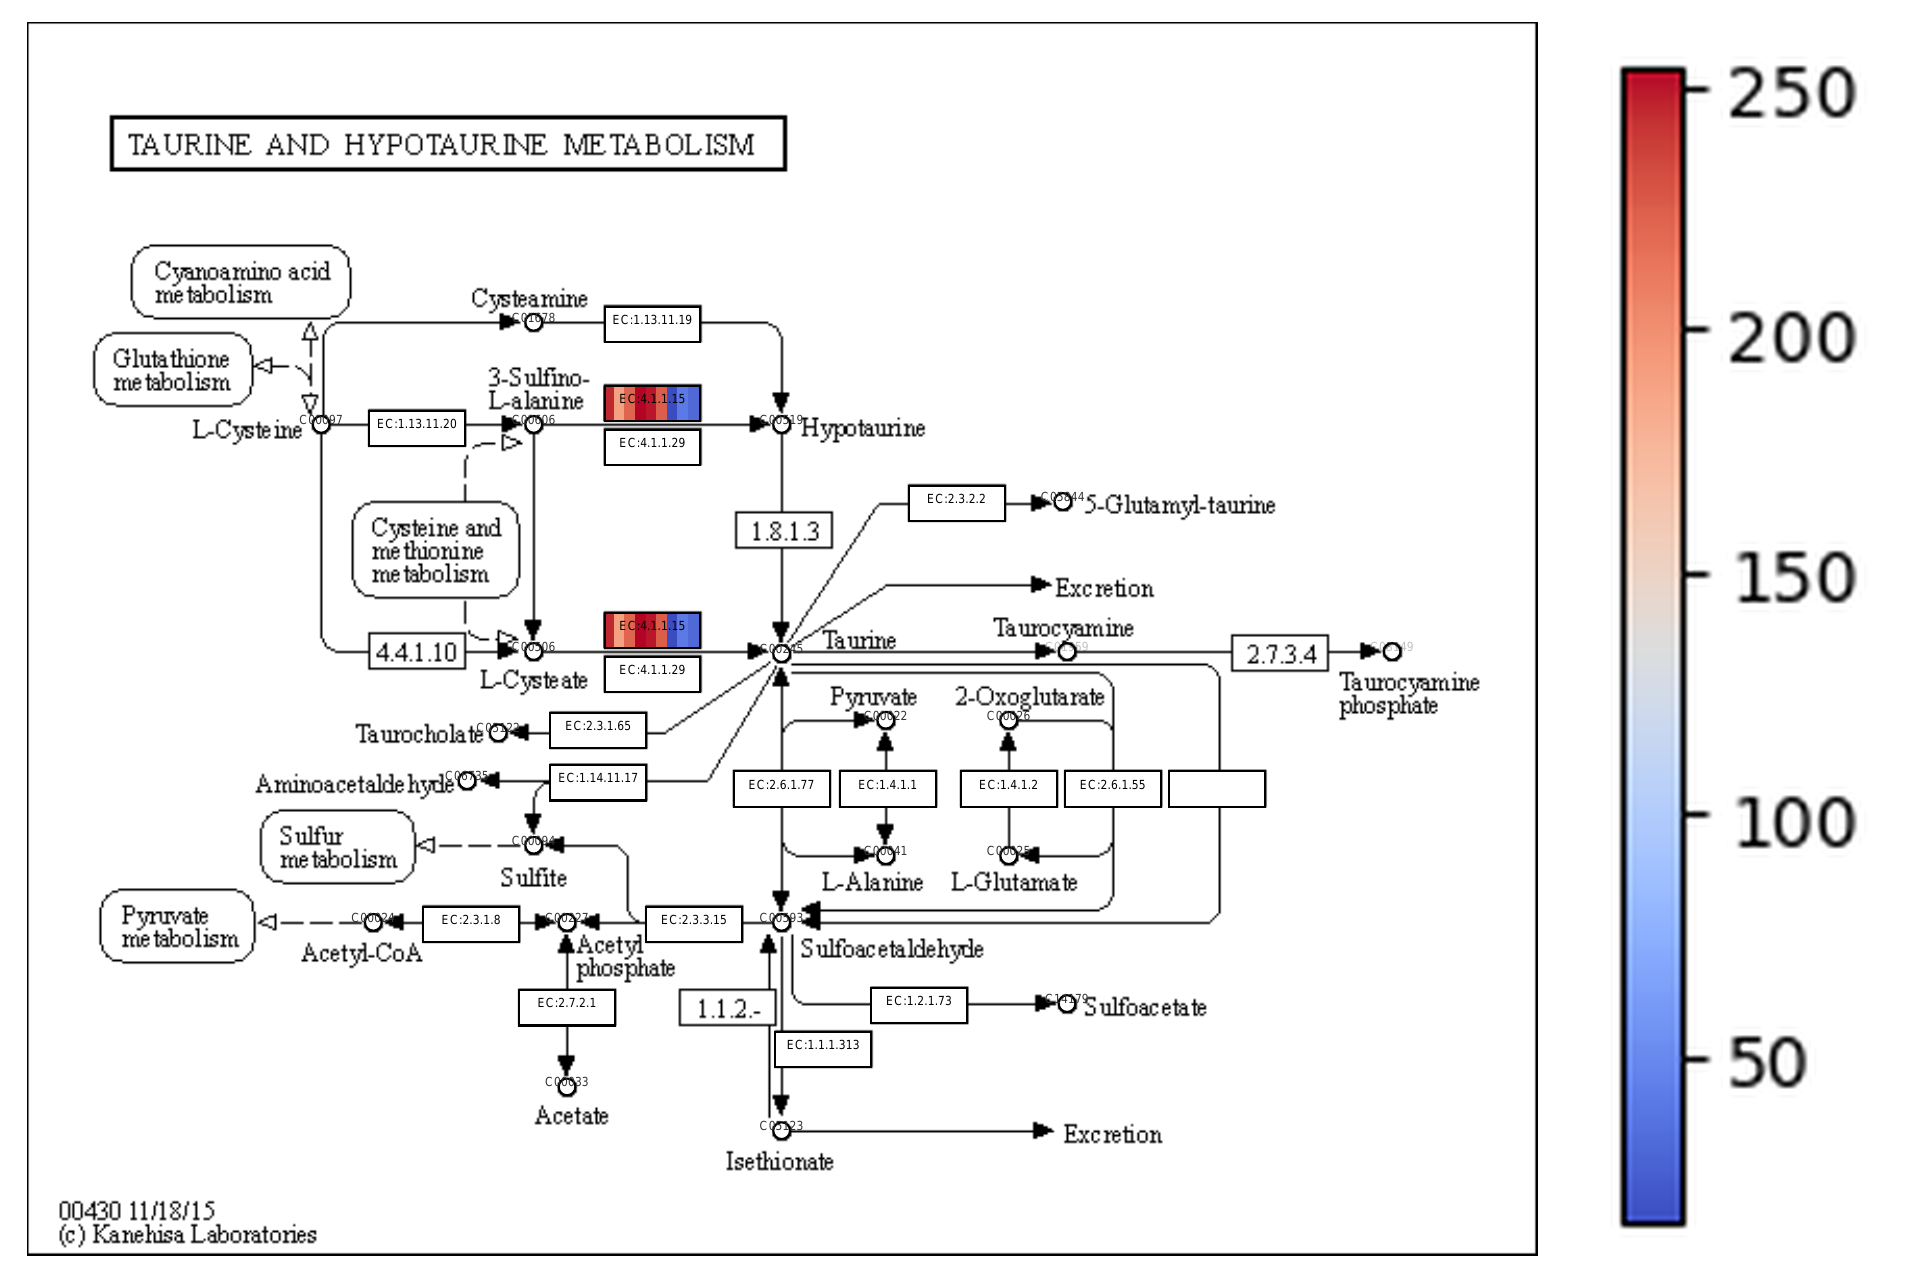 TAURINE AND HYPOTAURINE METABOLISM
250
200
150
100
50
Cyanoamino acid
metabolism
Glutathione
metabolism
Cysteamine
C01678
EC:1.13.11.19
3-Sulfino-
L-alanine
C00606
EC:4.1.1.15
EC:4.1.1.29
L-Cysteine
C00097
EC:1.13.11.20
C00519
Hypotaurine
Cysteine and
methionine
metabolism
1.8.1.3
EC:2.3.2.2
C05844
5-Glutamyl-taurine
Excretion
4.4.1.10
C00506
L-Cysteate
EC:4.1.1.15
EC:4.1.1.29
C00245
Taurine
Taurocyamine
2.7.3.4
Taurocyamine
phosphate
Taurocholate
C05122
EC:2.3.1.65
Pyruvate
C00022
2-Oxoglutarate
C00026
Aminoacetaldehyde
C06735
EC:1.14.11.17
EC:2.6.1.77
EC:1.4.1.1
EC:1.4.1.2
EC:2.6.1.55
Sulfur
metabolism
C00094
Sulfite
C00041
L-Alanine
C00025
L-Glutamate
Pyruvate
metabolism
C00024
Acetyl-CoA
EC:2.3.1.8
C00227
Acetyl
phosphate
EC:2.3.3.15
C00593
Sulfoacetaldehyde
EC:2.7.2.1
1.1.2.-
EC:1.2.1.73
C14179
Sulfoacetate
EC:1.1.1.313
C00033
Acetate
C05123
Isethionate
Excretion
00430 11/18/15
(c) Kanehisa Laboratories